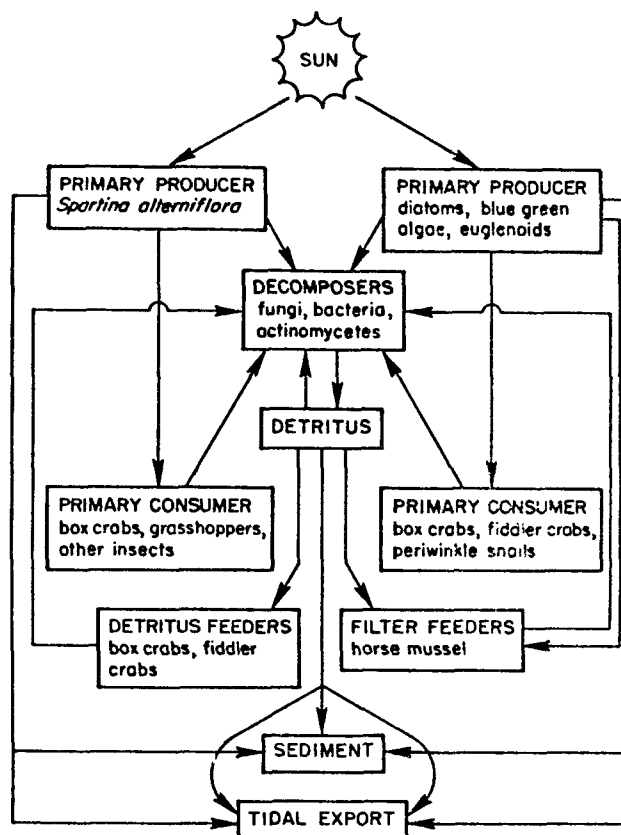 SUN
PRIMARY PRODUCER
Spartina alterniflora
PRIMARY PRODUCER
diatoms, blue green
algae, euglenoids
DECOMPOSERS
fungi, bacteria,
actinomycetes
DETRITUS
PRIMARY CONSUMER
box crabs, grasshoppers,
other insects
PRIMARY CONSUMER
box crabs, fiddler crabs,
periwinkle snails
DETRITUS FEEDERS
box crabs, fiddler
crabs
FILTER FEEDERS
horse mussel
SEDIMENT
TIDAL EXPORT